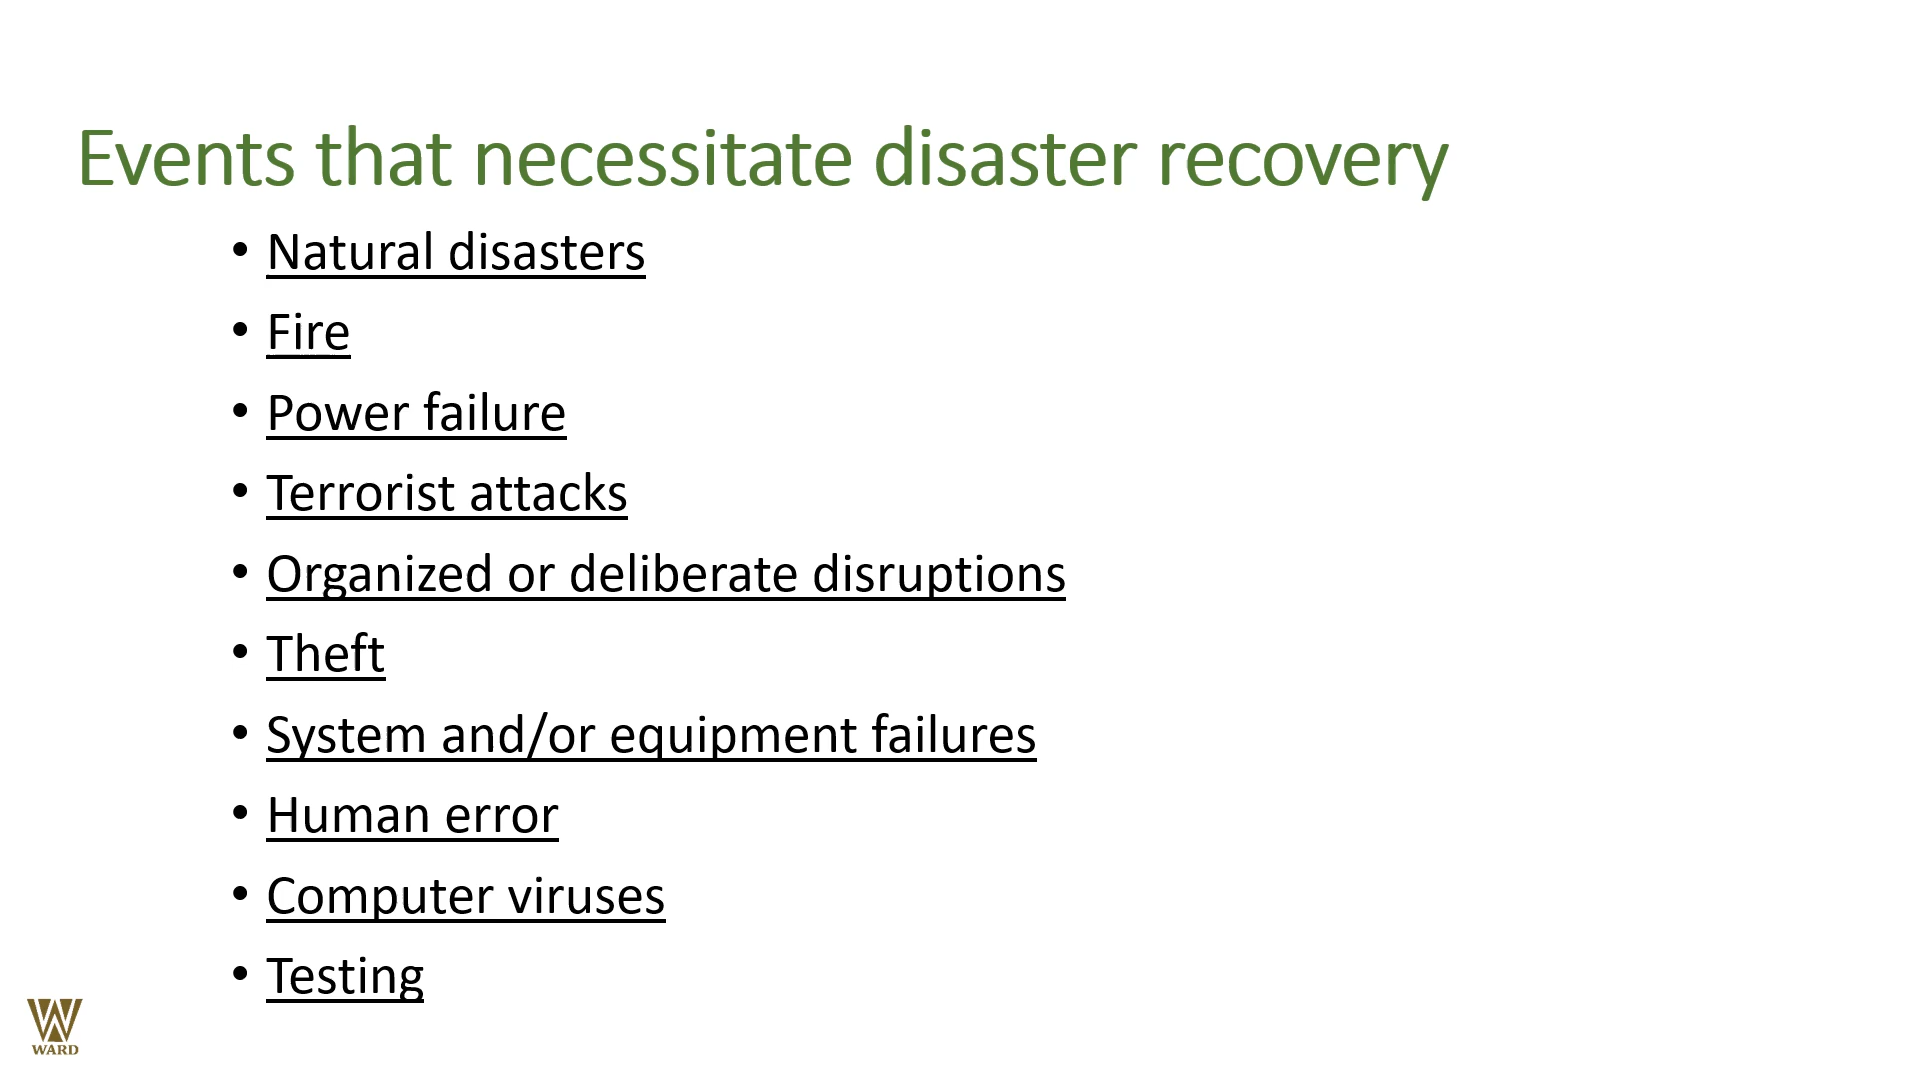 Events that necessitate disaster recovery
• Natural disasters
• Fire
• Power failure
• Terrorist attacks
• Organized or deliberate disruptions
• Theft
• System and/or equipment failures
• Human error
• Computer viruses
• Testing
WARD